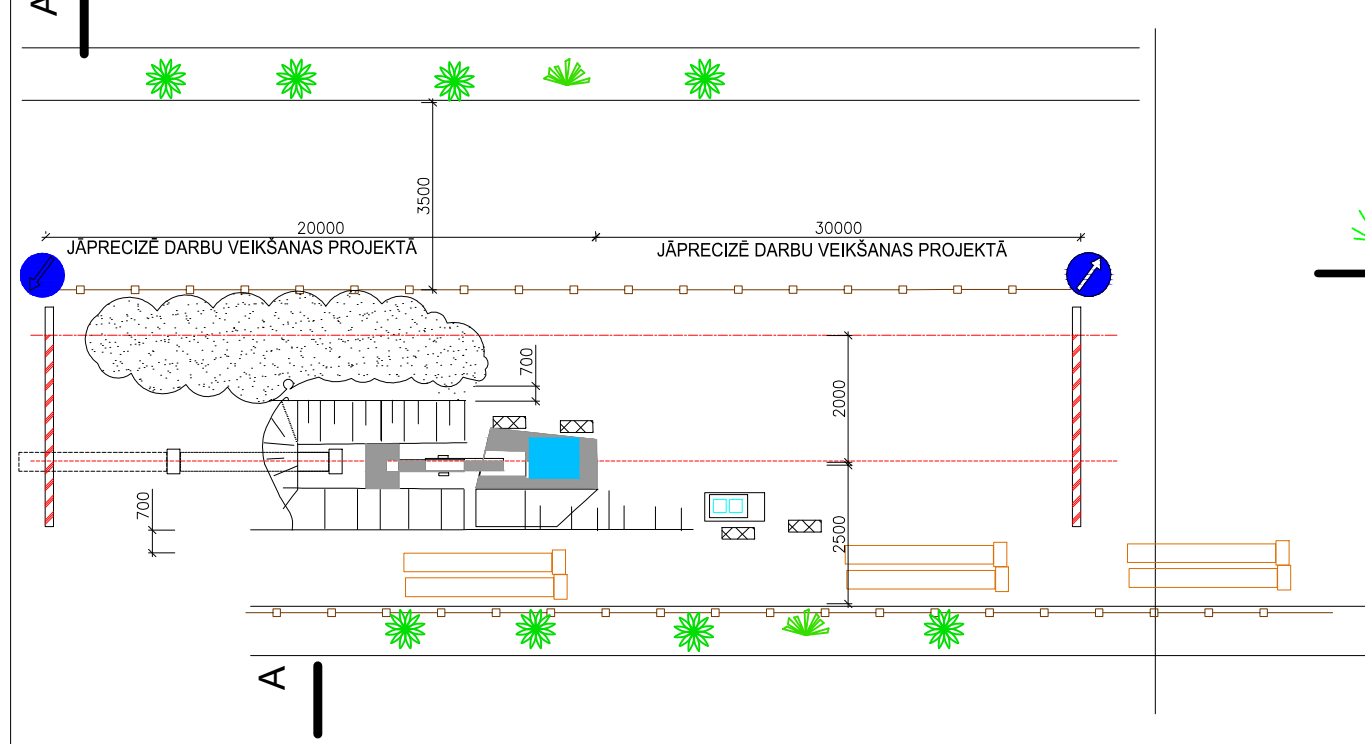 A
3500
20000
30000
JĀPRECIZĒ DARBU VEIKŠANAS PROJEKTĀ
JĀPRECIZĒ DARBU VEIKŠANAS PROJEKTĀ
700
2000
700
2500
A